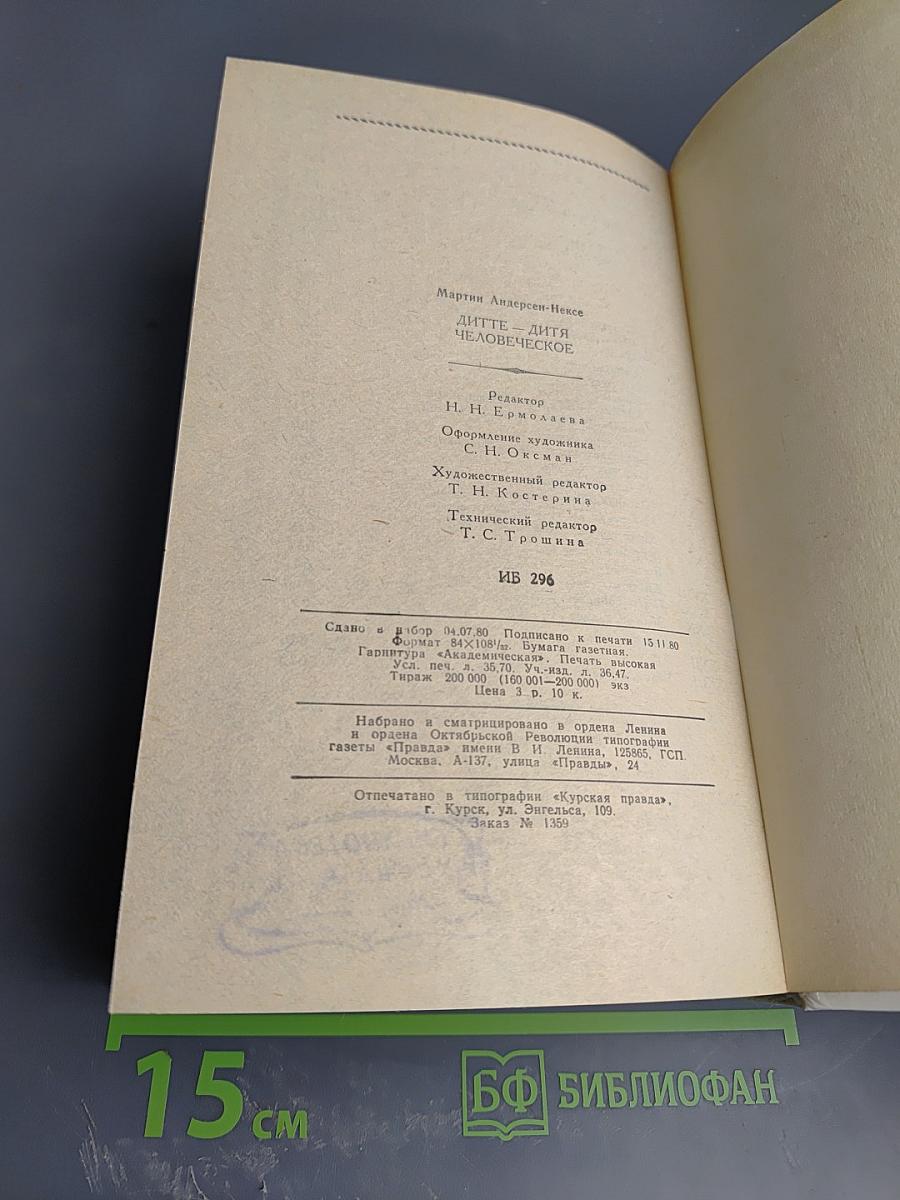 Мартин Андерсен-Нексе
ДИТТЕ — ДИТЯ
ЧЕЛОВЕЧЕСКОЕ
Редактор
Н. Н. Ермолаева
Оформление художника
С. Н. Оксман
Художественный редактор
Т. Н. Костерина
Технический редактор
Т. С. Трошина
ИБ 296
Сдано в набор 04.07.80 Подписано к печати 15 11 80
Формат 84×108¹/₃₂. Бумага газетная.
Гарнитура «Академическая». Печать высокая
Усл. печ. л. 35,70. Уч.-изд. л. 36,47.
Тираж 200 000 (160 001—200 000) экз
Цена 3 р. 10 к.
Набрано и сматрицировано в ордена Ленина
и ордена Октябрьской Революции типографии
газеты «Правда» имени В И. Ленина, 125865, ГСП.
Москва, А-137, улица «Правды», 24
Отпечатано в типографии «Курская правда»,
г. Курск, ул. Энгельса, 109.
Заказ № 1359
15 см
БФ БИБЛИОФАН